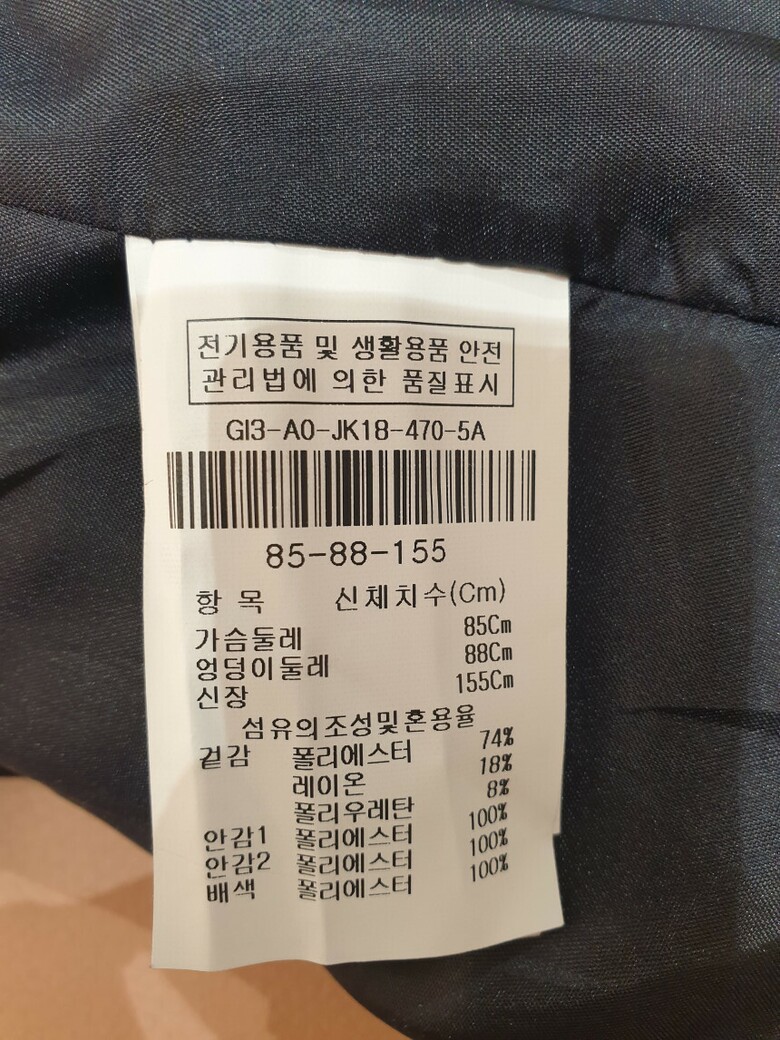 전기용품 및 생활용품 안전
관리법에 의한 품질표시
GI3-A0-JK18-470-5A
85-88-155
항 목 신체치수(Cm)
가슴둘레 85Cm
엉덩이둘레 88Cm
신장 155Cm
섬유의조성및혼용율
겉감 폴리에스터 74%
레이온 18%
폴리우레탄 8%
안감1 폴리에스터 100%
안감2 폴리에스터 100%
배색 폴리에스터 100%